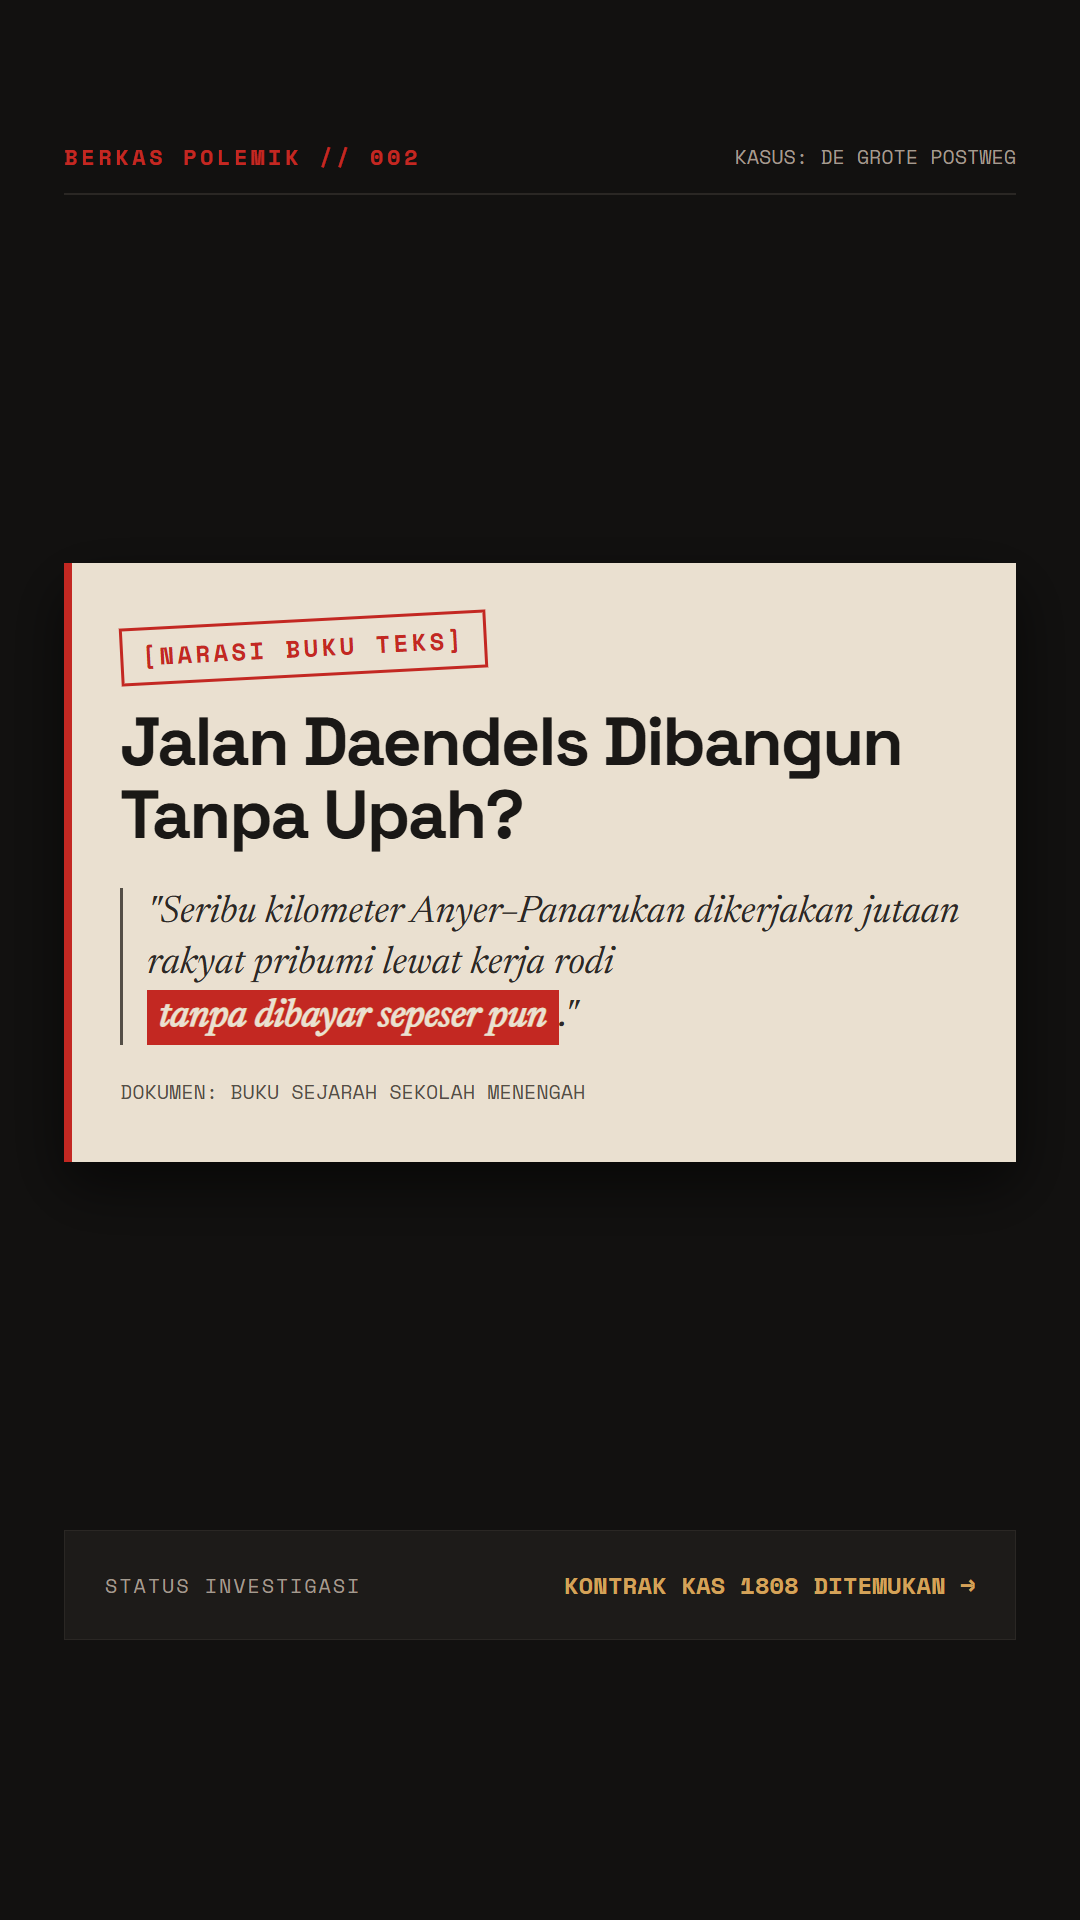 BERKAS POLEMIK // 002
KASUS: DE GROTE POSTWEG
[NARASI BUKU TEKS]
Jalan Daendels Dibangun
Tanpa Upah?
"Seribu kilometer Anyer–Panarukan dikerjakan jutaan
rakyat pribumi lewat kerja rodi
tanpa dibayar sepeser pun."
DOKUMEN: BUKU SEJARAH SEKOLAH MENENGAH
STATUS INVESTIGASI
KONTRAK KAS 1808 DITEMUKAN →